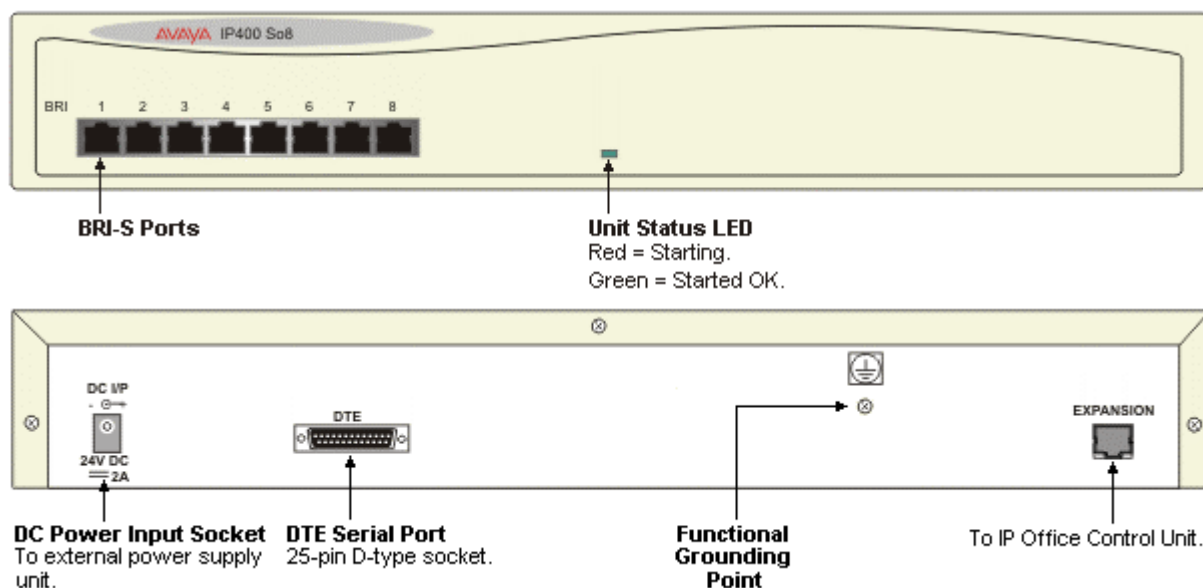 AVAYA IP400 So8
BRI 1 2 3 4 5 6 7 8
BRI-S Ports
Unit Status LED
Red = Starting.
Green = Started OK.
DC I/P
- +
24V DC
2A
DTE
EXPANSION
DC Power Input Socket
To external power supply
unit.
DTE Serial Port
25-pin D-type socket.
Functional
Grounding
Point
To IP Office Control Unit.